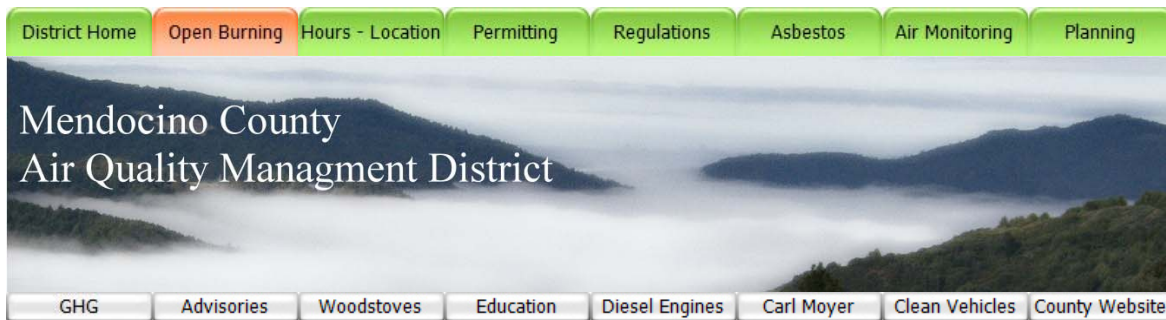 District Home Open Burning Hours - Location Permitting Regulations Asbestos Air Monitoring Planning
Mendocino County
Air Quality Managment District
GHG Advisories Woodstoves Education Diesel Engines Carl Moyer Clean Vehicles County Website